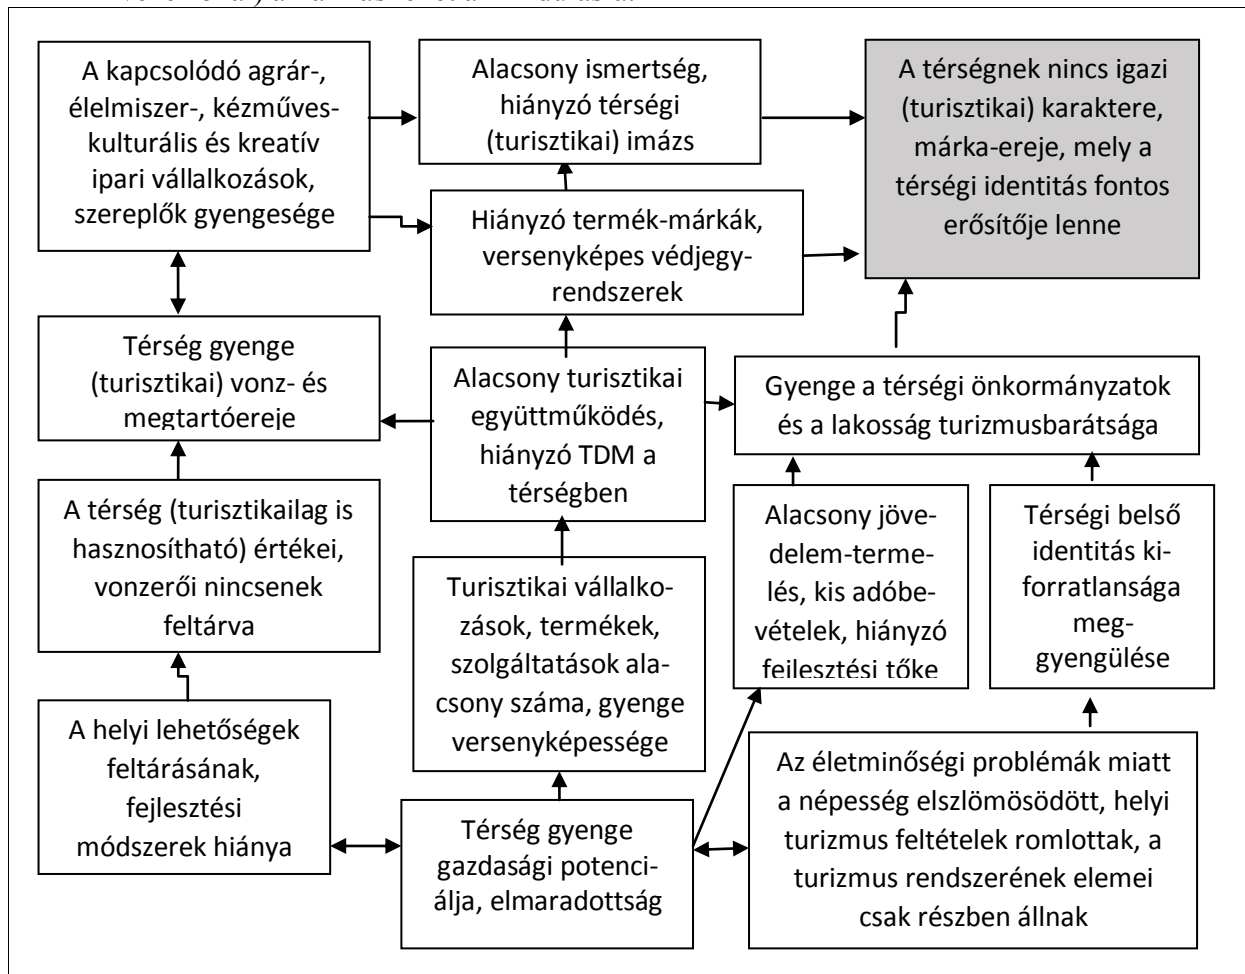 A kapcsolódó agrár-,
élelmiszer-, kézműves-
kulturális és kreatív
ipari vállalkozások,
szereplők gyengesége
Alacsony ismertség,
hiányzó térségi
(turisztikai) imázs
A térségnek nincs igazi
(turisztikai) karaktere,
márka-ereje, mely a
térségi identitás fontos
erősítője lenne
Hiányzó termék-márkák,
versenyképes védjegy-
rendszerek
Térség gyenge
(turisztikai) vonz- és
megtartóereje
Alacsony turisztikai
együttműködés,
hiányzó TDM a
térségben
Gyenge a térségi önkormányzatok
és a lakosság turizmusbarátsága
A térség (turisztikailag is
hasznosítható) értékei,
vonzerői nincsenek
feltárva
Turisztikai vállalko-
zások, termékek,
szolgáltatások ala-
csony száma, gyenge
versenyképessége
Alacsony jöve-
delem-terme-
lés, kis adóbe-
vételek, hiányzó
fejlesztési tőke
Térségi belső
identitás ki-
forratlansága
meg-
gyengülése
A helyi lehetőségek
feltárásának,
fejlesztési
módszerek hiánya
Térség gyenge
gazdasági potenci-
álja, elmaradottság
Az életminőségi problémák miatt
a népesség elszlömösödött, helyi
turizmus feltételek romlottak, a
turizmus rendszerének elemei
csak részben állnak